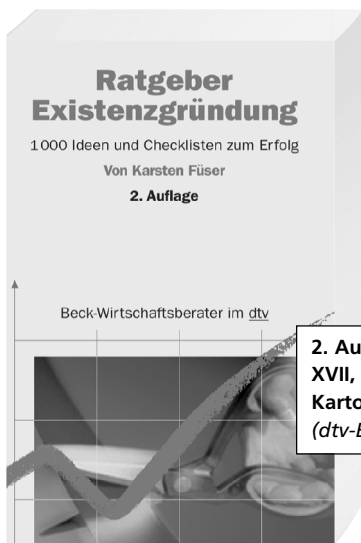 Ratgeber
Existenzgründung
1000 Ideen und Checklisten zum Erfolg
Von Karsten Füser
2. Auflage
Beck-Wirtschaftsberater im dtv
2. Au
XVII,
Karto
(dtv-B